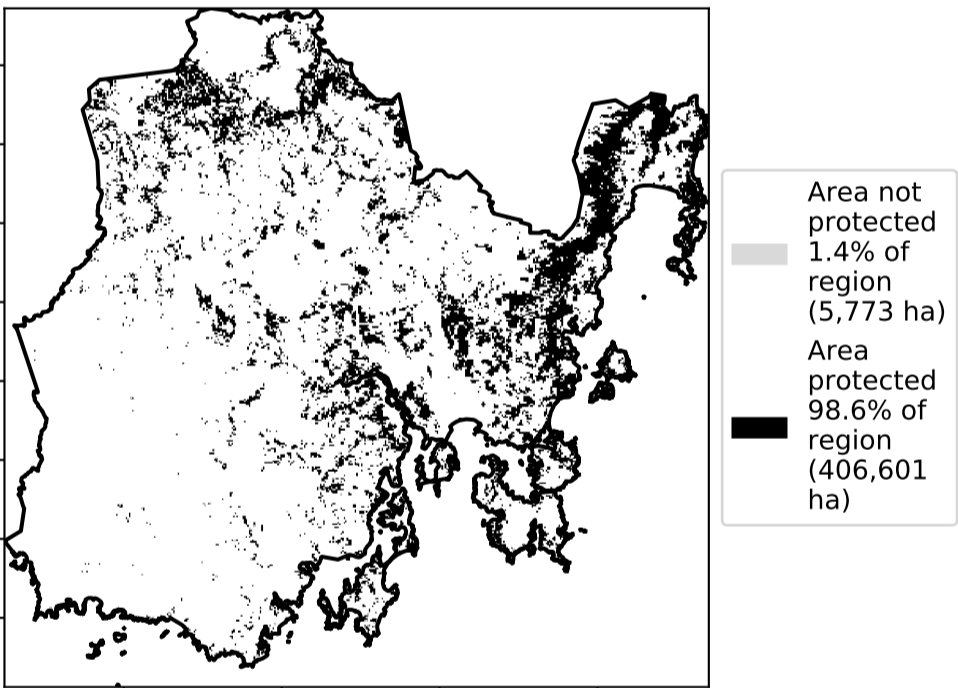 Area not
protected
1.4% of
region
(5,773 ha)
Area
protected
98.6% of
region
(406,601
ha)